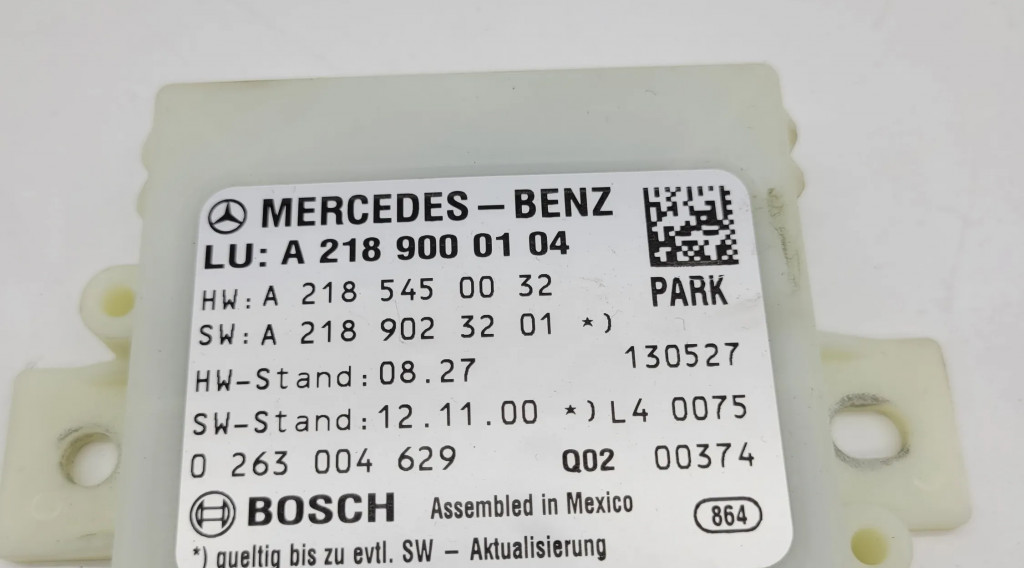 MERCEDES – BENZ
LU: A 218 900 01 04
PARK
HW: A 218 545 00 32
SW: A 218 902 32 01 *)
130527
HW-Stand: 08.27
SW-Stand: 12.11.00 *) L4 0075
0 263 004 629 Q02 00374
BOSCH Assembled in Mexico 864
*) gueltig bis zu evtl. SW – Aktualisierung